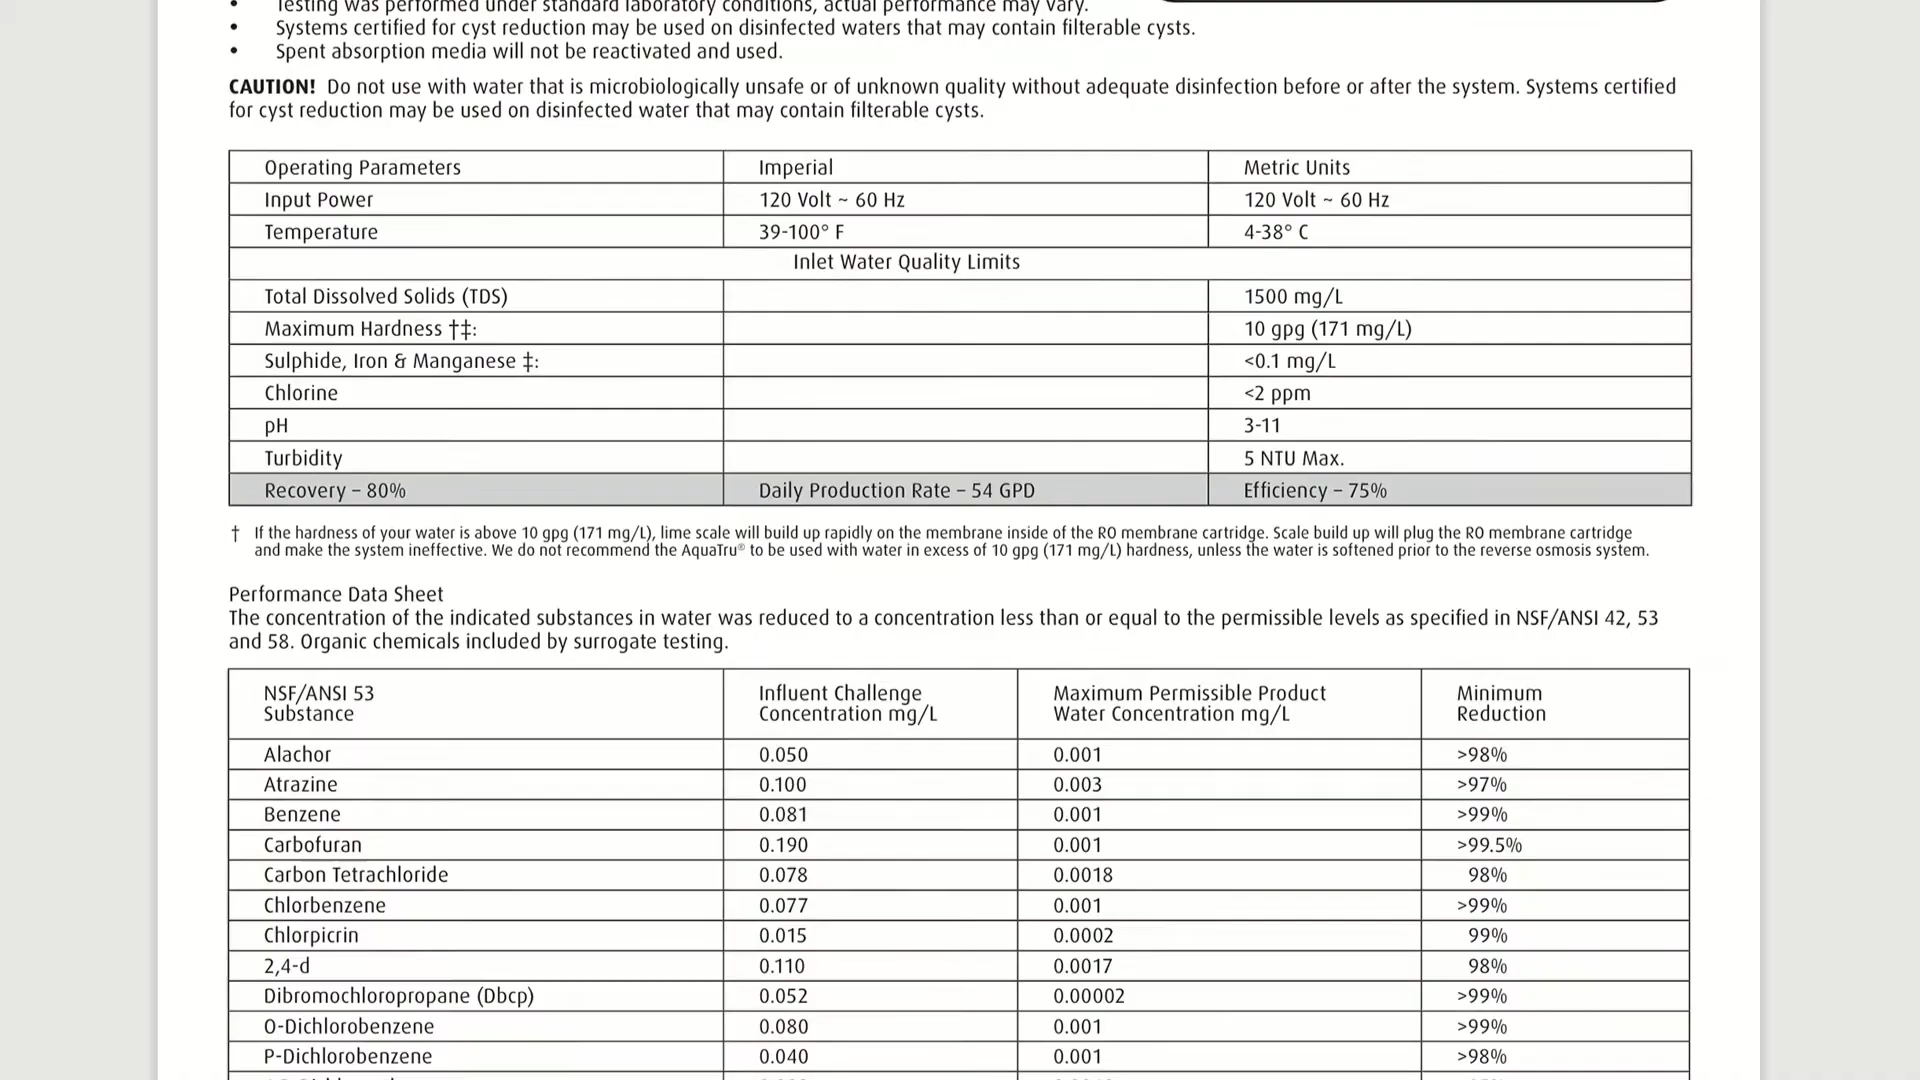 • Testing was performed under standard laboratory conditions, actual performance may vary.
• Systems certified for cyst reduction may be used on disinfected waters that may contain filterable cysts.
• Spent absorption media will not be reactivated and used.
CAUTION! Do not use with water that is microbiologically unsafe or of unknown quality without adequate disinfection before or after the system. Systems certified
for cyst reduction may be used on disinfected water that may contain filterable cysts.
Operating Parameters Imperial Metric Units
Input Power 120 Volt ~ 60 Hz 120 Volt ~ 60 Hz
Temperature 39-100° F 4-38° C
Inlet Water Quality Limits
Total Dissolved Solids (TDS) 1500 mg/L
Maximum Hardness †‡: 10 gpg (171 mg/L)
Sulphide, Iron & Manganese ‡: <0.1 mg/L
Chlorine <2 ppm
pH 3-11
Turbidity 5 NTU Max.
Recovery – 80% Daily Production Rate – 54 GPD Efficiency – 75%
† If the hardness of your water is above 10 gpg (171 mg/L), lime scale will build up rapidly on the membrane inside of the RO membrane cartridge. Scale build up will plug the RO membrane cartridge
and make the system ineffective. We do not recommend the AquaTru® to be used with water in excess of 10 gpg (171 mg/L) hardness, unless the water is softened prior to the reverse osmosis system.
Performance Data Sheet
The concentration of the indicated substances in water was reduced to a concentration less than or equal to the permissible levels as specified in NSF/ANSI 42, 53
and 58. Organic chemicals included by surrogate testing.
NSF/ANSI 53 Influent Challenge Maximum Permissible Product Minimum
Substance Concentration mg/L Water Concentration mg/L Reduction
Alachor 0.050 0.001 >98%
Atrazine 0.100 0.003 >97%
Benzene 0.081 0.001 >99%
Carbofuran 0.190 0.001 >99.5%
Carbon Tetrachloride 0.078 0.0018 98%
Chlorbenzene 0.077 0.001 >99%
Chlorpicrin 0.015 0.0002 99%
2,4-d 0.110 0.0017 98%
Dibromochloropropane (Dbcp) 0.052 0.00002 >99%
O-Dichlorobenzene 0.080 0.001 >99%
P-Dichlorobenzene 0.040 0.001 >98%